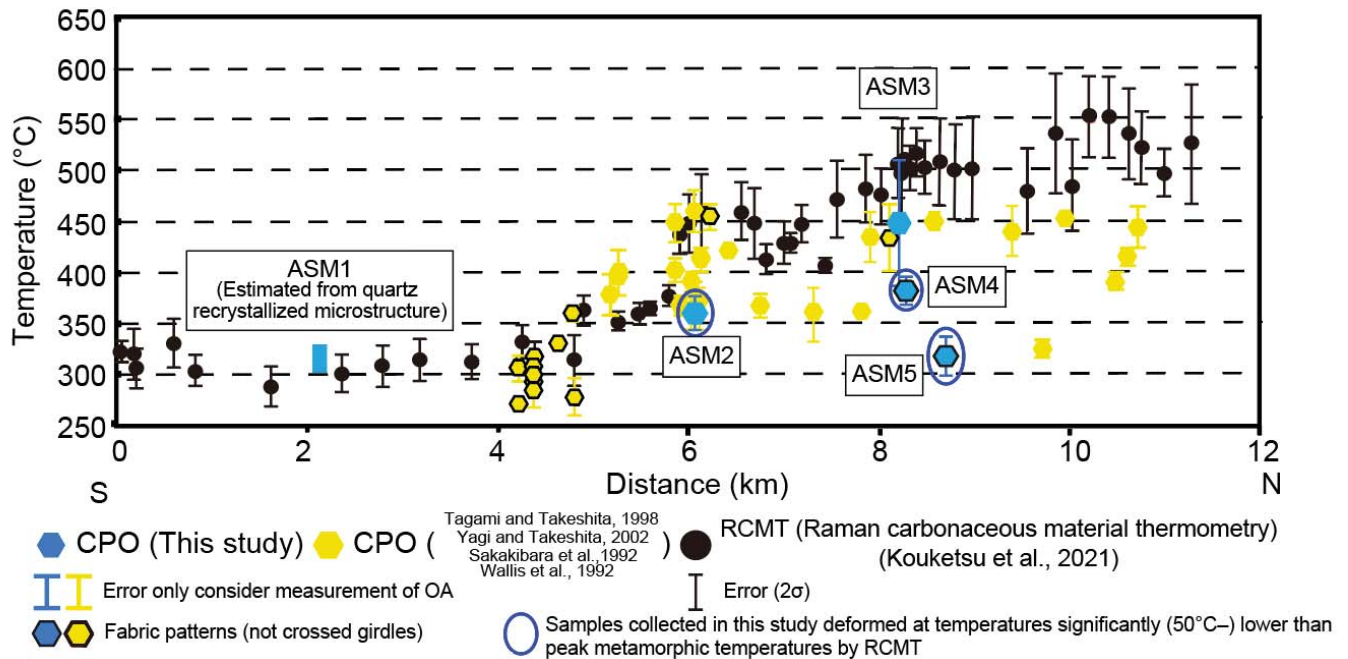 650
600
550
500
450
400
350
300
250
Temperature (°C)
ASM3
ASM1
(Estimated from quartz
recrystallized microstructure)
ASM4
ASM2
ASM5
0 2 4 6 8 10 12
S Distance (km) N
CPO (This study) CPO ( Tagami and Takeshita, 1998
Yagi and Takeshita, 2002
Sakakibara et al.,1992
Wallis et al., 1992 ) RCMT (Raman carbonaceous material thermometry)
(Kouketsu et al., 2021)
Error only consider measurement of OA Error (2σ)
Fabric patterns (not crossed girdles) Samples collected in this study deformed at temperatures significantly (50°C–) lower than
peak metamorphic temperatures by RCMT